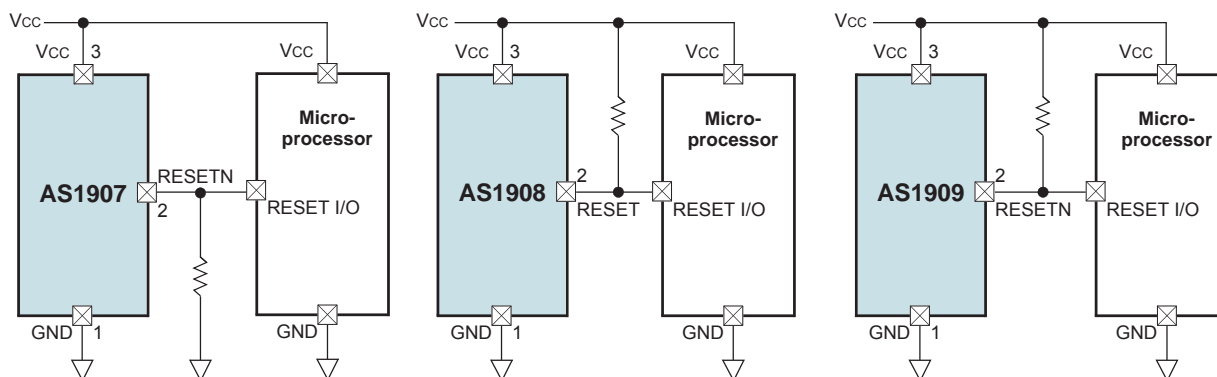 Vcc
Vcc 3
Vcc
Micro-
processor
AS1907
RESETN
2
RESET I/O
GND 1
GND
Vcc
Vcc 3
Vcc
Micro-
processor
AS1908
2
RESET
RESET I/O
GND 1
GND
Vcc
Vcc 3
Vcc
Micro-
processor
AS1909
2
RESETN
RESET I/O
GND 1
GND